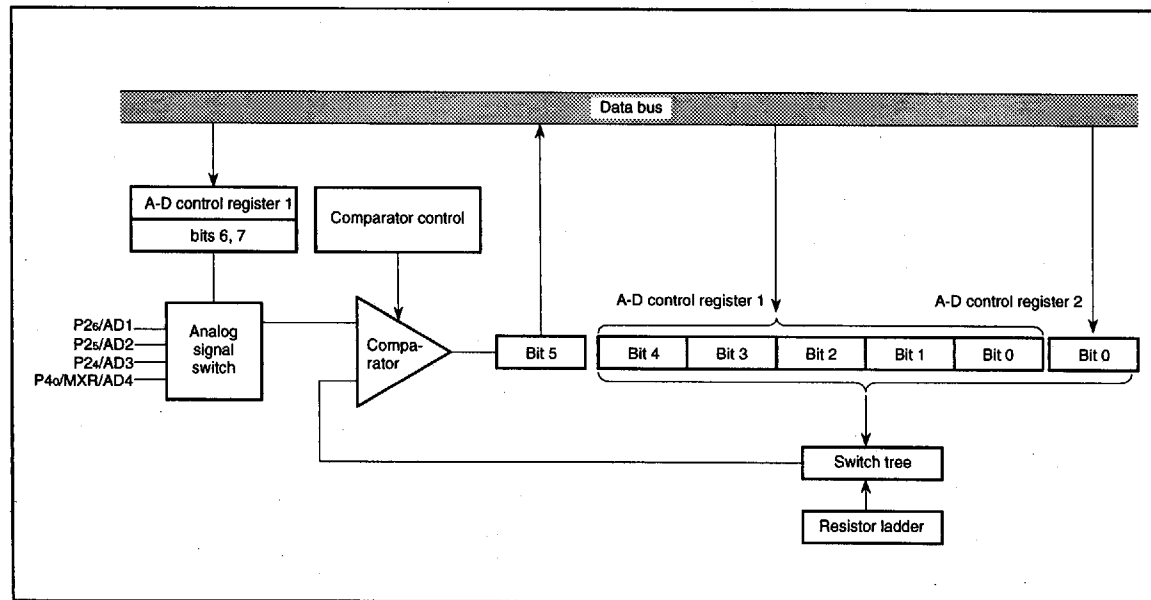 Data bus
A-D control register 1
bits 6, 7
Comparator control
A-D control register 1
A-D control register 2
P26/AD1
P25/AD2
P24/AD3
P40/MXR/AD4
Analog
signal
switch
Compa-
rator
Bit 5
Bit 4
Bit 3
Bit 2
Bit 1
Bit 0
Bit 0
Switch tree
Resistor ladder